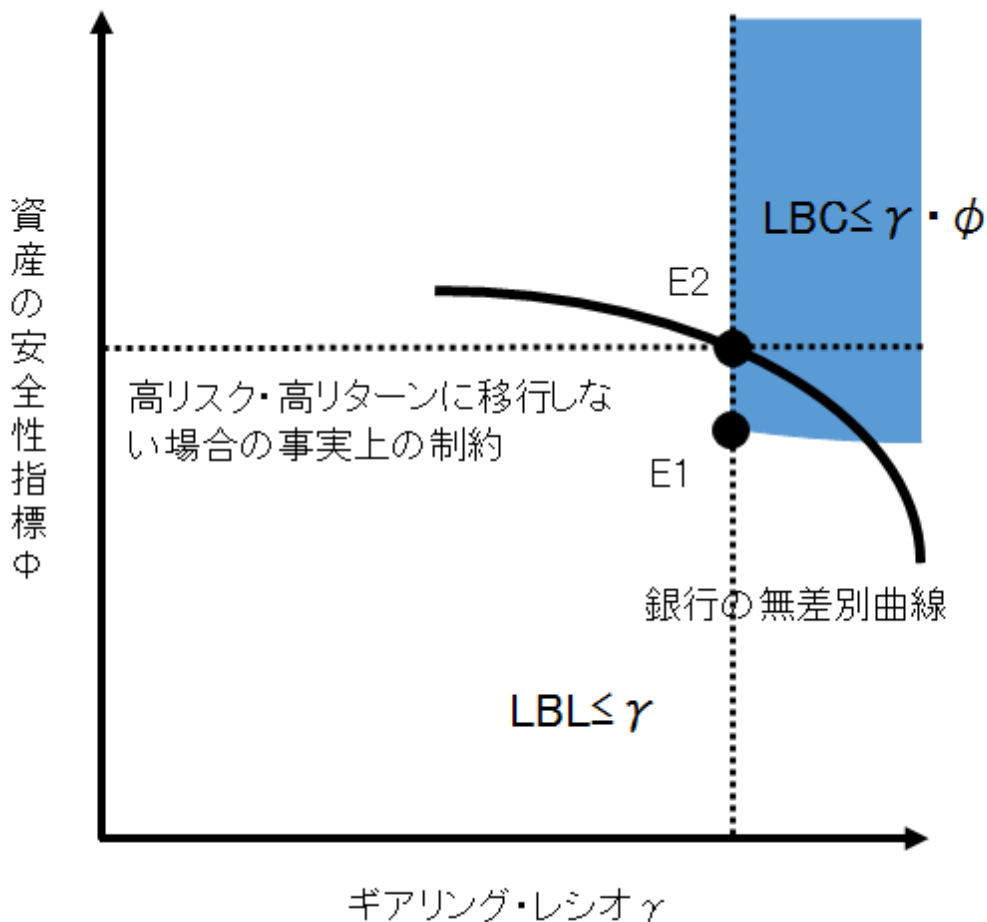 資産の安全性指標Φ
LBC≦γ・φ
E2
高リスク・高リターンに移行しな
い場合の事実上の制約
E1
銀行の無差別曲線
LBL≦γ
ギアリング・レシオγ